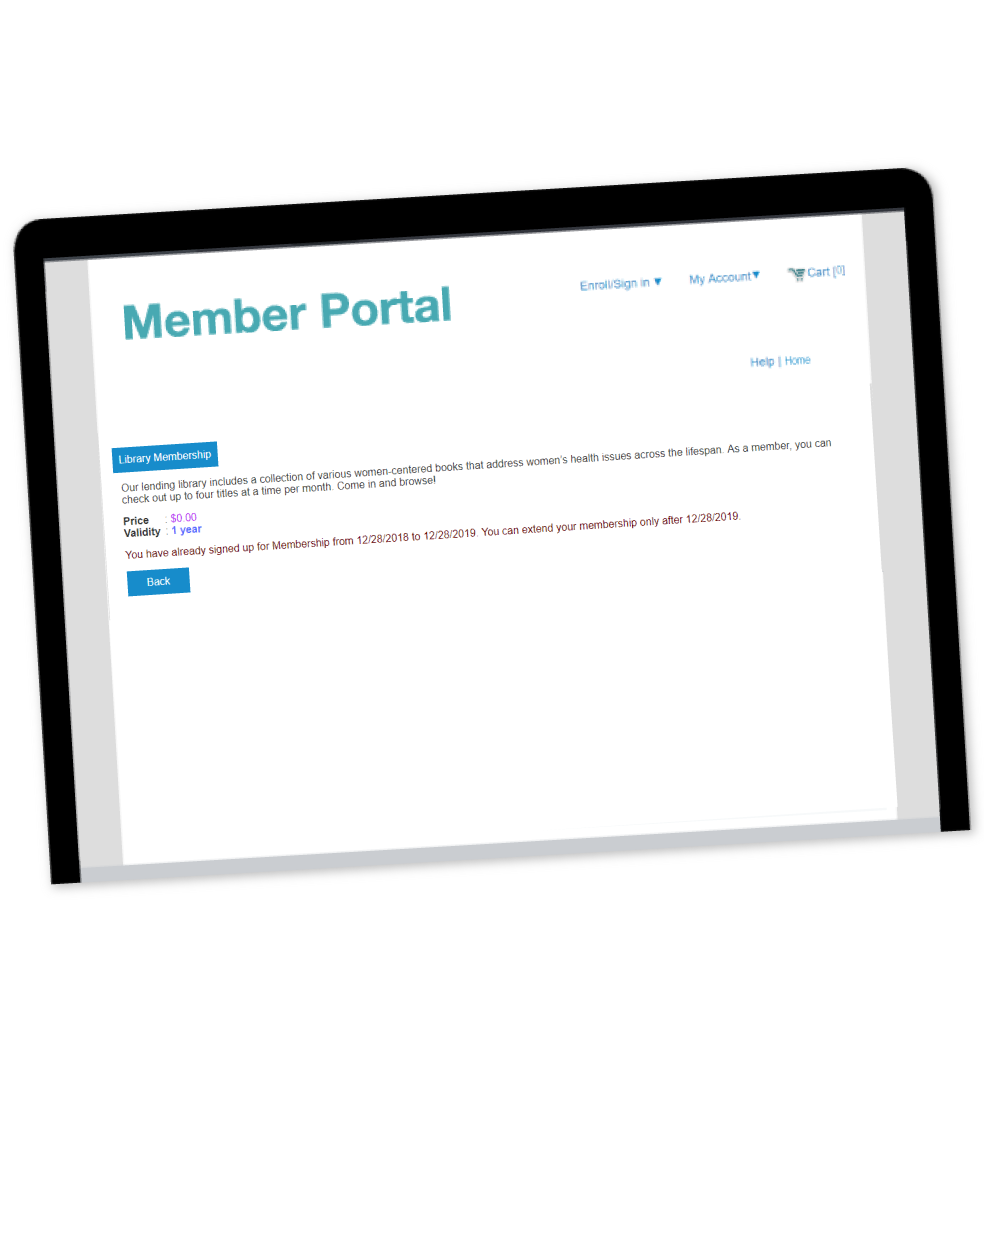 Member Portal
Enroll/Sign in ▼ My Account▼ Cart [0]
Help | Home
Library Membership
Our lending library includes a collection of various women-centered books that address women's health issues across the lifespan. As a member, you can
check out up to four titles at a time per month. Come in and browse!
Price : $0.00
Validity : 1 year
You have already signed up for Membership from 12/28/2018 to 12/28/2019. You can extend your membership only after 12/28/2019.
Back